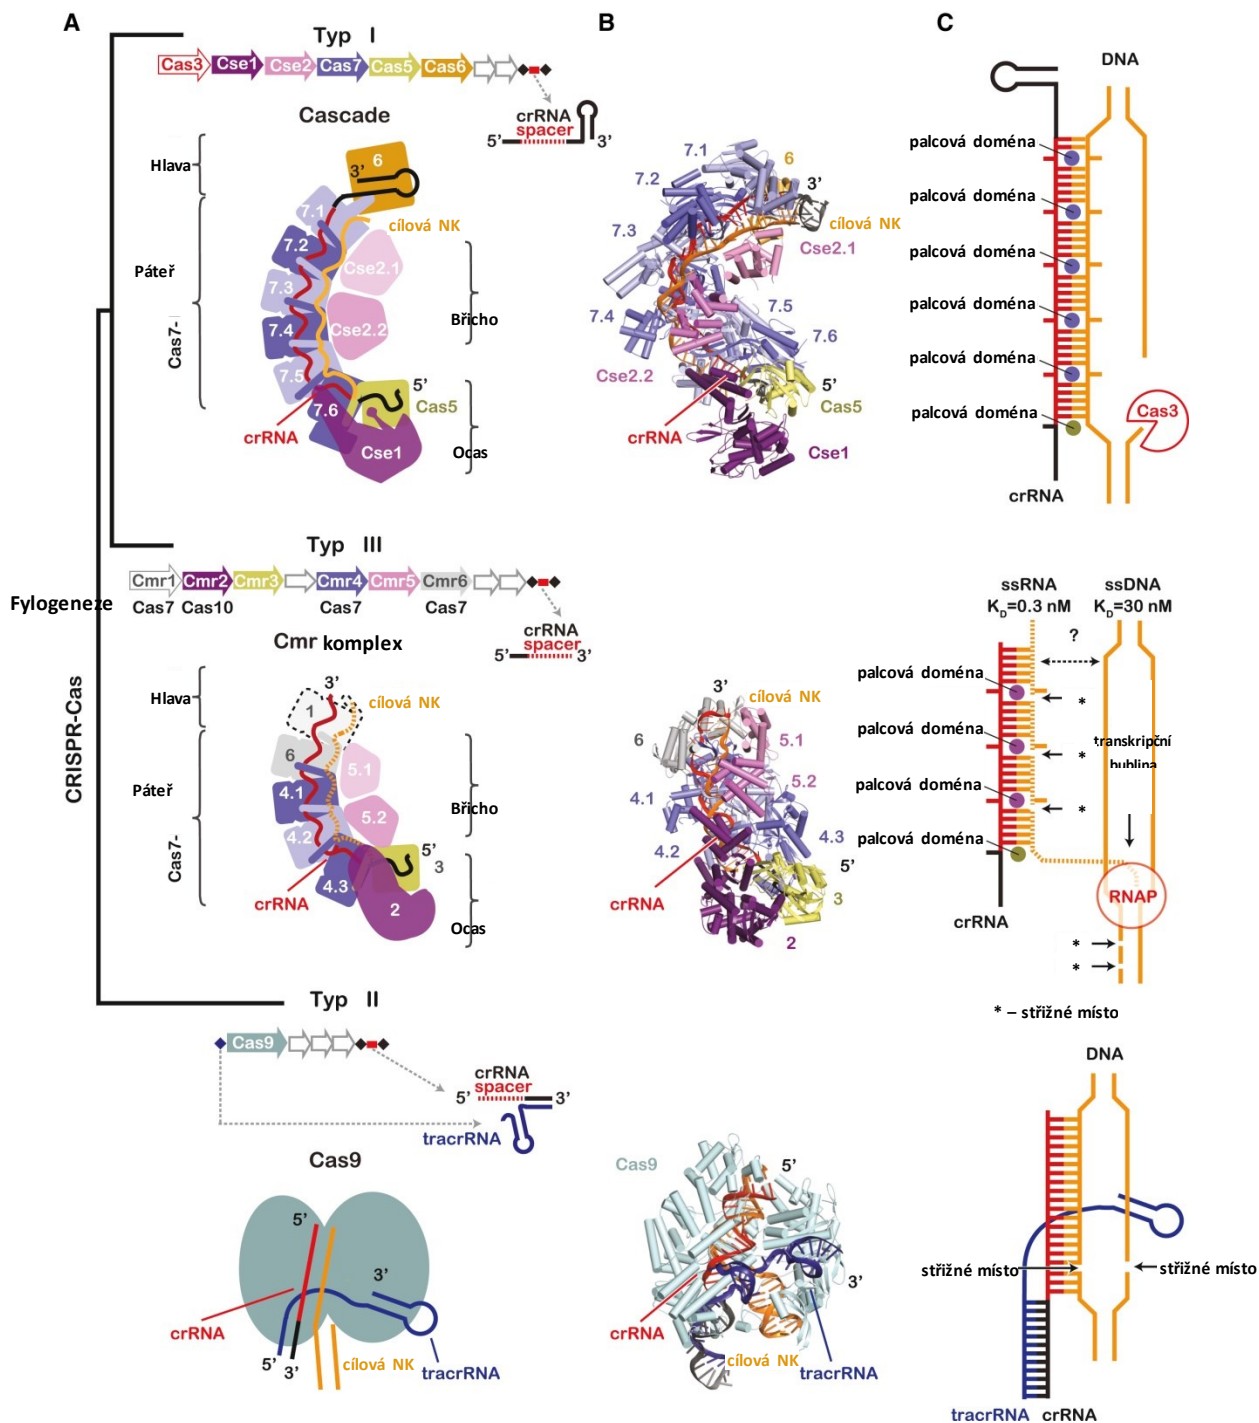 A
B
C
Typ I
Cas3 Cse1 Cse2 Cas7 Cas5 Cas6
Cascade
crRNA
spacer
5’ 3’
Hlava
6
3’
7.1
cílová NK
7.2
Cse2.1
Páteř
7.3
Břicho
7.4
Cse2.2
Cas7-
7.5
5’
7.6
Cas5
crRNA
Cse1
Ocas
7.1
6
7.2
3’
cílová NK
7.3
Cse2.1
7.4
7.5
7.6
Cse2.2
5’
Cas5
crRNA
Cse1
DNA
palcová doména
palcová doména
palcová doména
palcová doména
palcová doména
palcová doména
Cas3
crRNA
Typ III
Cmr1 Cmr2 Cmr3 Cmr4 Cmr5 Cmr6
Fylogeneze
Cas7 Cas10 Cas7 Cas7
CRISPR-Cas
Cmr komplex
crRNA
spacer
5’ 3’
Hlava
3’
cílová NK
1
6
5.1
Páteř
4.1
Břicho
5.2
4.2
Cas7-
5’
3
4.3
crRNA
2
Ocas
3’
cílová NK
6
5.1
5.2
4.1
4.3
4.2
5’
crRNA
3
2
ssRNA ssDNA
KD=0.3 nM KD=30 nM
?
palcová doména
*
palcová doména
transkripční
bublina
*
palcová doména
*
palcová doména
RNAP
crRNA
*
*
* – střižné místo
Typ II
Cas9
crRNA
spacer
5’ 3’
tracrRNA
Cas9
5’
3’
crRNA
5’
3’
cílová NK
tracrRNA
Cas9
5’
3’
crRNA
cílová NK
tracrRNA
DNA
střižné místo
střižné místo
tracrRNA crRNA